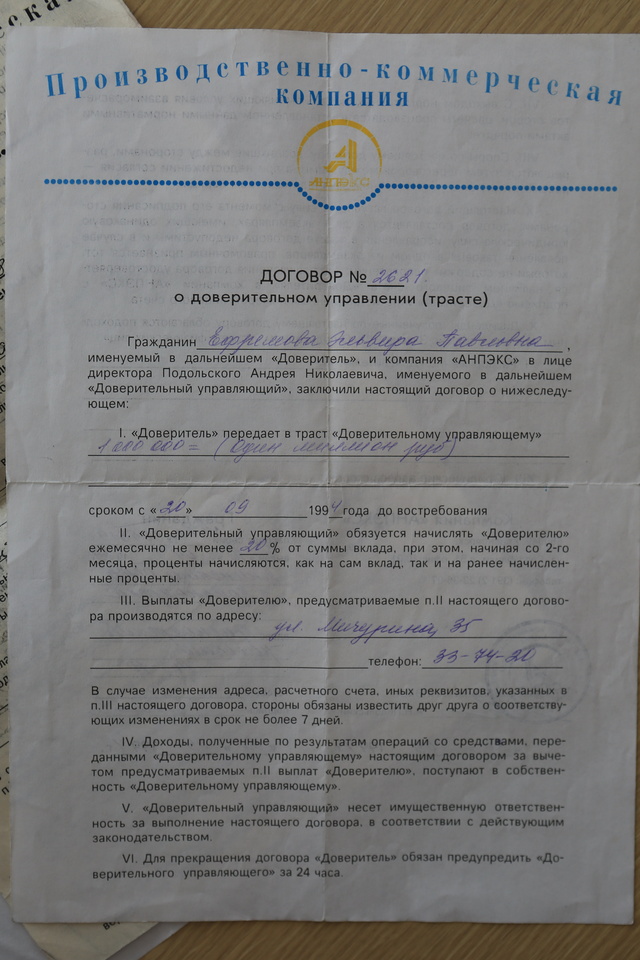 Производственно-коммерческая
компания
А
АНПЭКС
ДОГОВОР № 2621.
о доверительном управлении (трасте)
Гражданин Ефремова Эльвира Павловна,
именуемый в дальнейшем «Доверитель», и компания «АНПЭКС» в лице
директора Подольского Андрея Николаевича, именуемого в дальнейшем
«Доверительный управляющий», заключили настоящий договор о нижеследу-
ющем:
I. «Доверитель» передает в траст «Доверительному управляющему»
1 000 000= (Один миллион руб)
сроком с «20» 09 1994 года до востребования
II. «Доверительный управляющий» обязуется начислять «Доверителю»
ежемесячно не менее 20 % от суммы вклада, при этом, начиная со 2-го
месяца, проценты начисляются, как на сам вклад, так и на ранее начислен-
ные проценты.
III. Выплаты «Доверителю», предусматриваемые п.II настоящего догово-
ра производятся по адресу:
ул. Мичурина, 35
телефон: 33-74-20
В случае изменения адреса, расчетного счета, иных реквизитов, указанных в
п.III настоящего договора, стороны обязаны известить друг друга о соответству-
ющих изменениях в срок не более 7 дней.
IV. Доходы, полученные по результатам операций со средствами, пере-
данными «Доверительному управляющему» настоящим договором за выче-
том предусматриваемых п.II выплат «Доверителю», поступают в собствен-
ность «Доверительному управляющему».
V. «Доверительный управляющий» несет имущественную ответствен-
ность за выполнение настоящего договора, в соответствии с действующим
законодательством.
VI. Для прекращения договора «Доверитель» обязан предупредить «До-
верительного управляющего» за 24 часа.